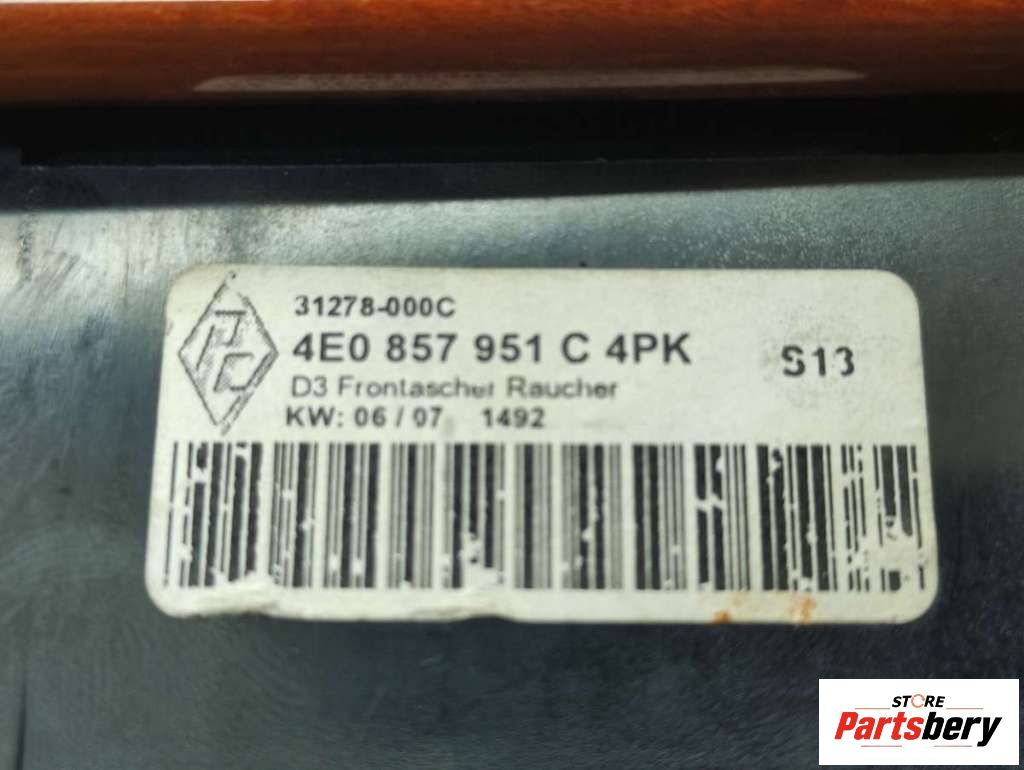 31278-000C
4E0 857 951 C 4PK
S13
D3 Frontascher Raucher
KW: 06 / 07 1492
STORE
Partsbery